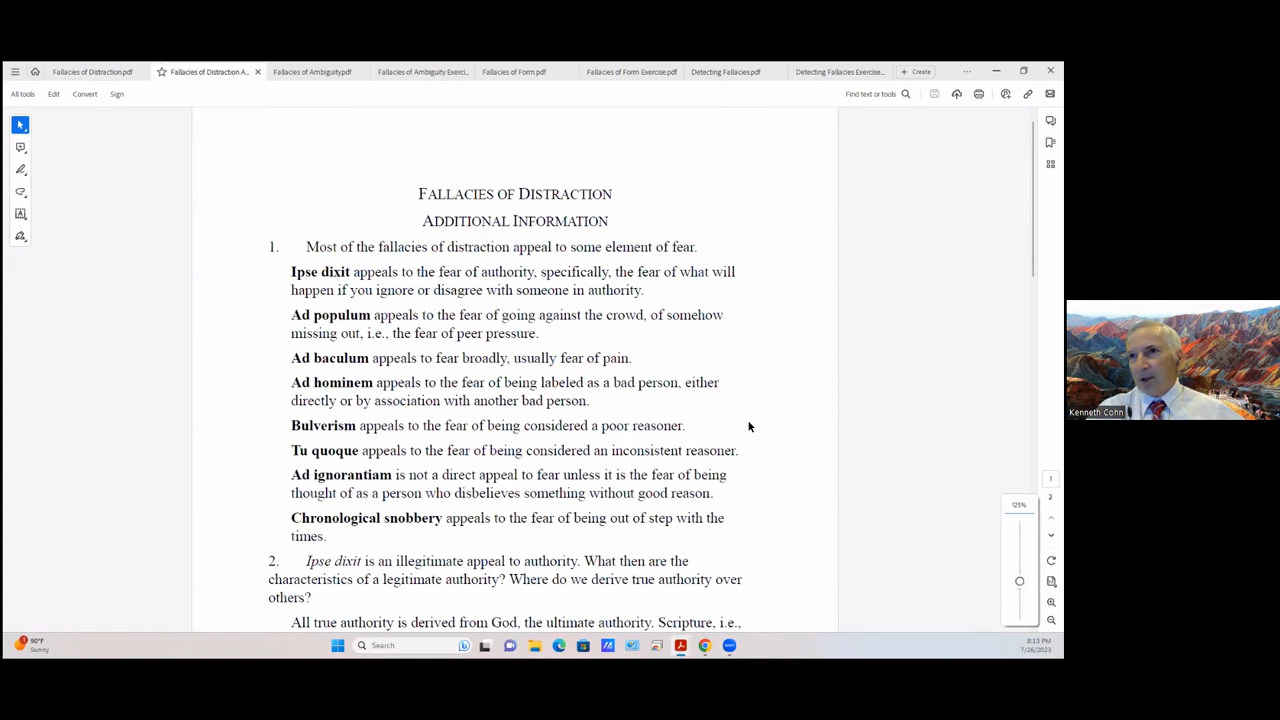 Fallacies of Distraction.pdf
Fallacies of Distraction A...
Fallacies of Ambiguity.pdf
Fallacies of Ambiguity Exerci...
Fallacies of Form.pdf
Fallacies of Form Exercise.pdf
Detecting Fallacies.pdf
Detecting Fallacies Exercise...
+ Create
All tools Edit Convert Sign
Find text or tools
FALLACIES OF DISTRACTION
ADDITIONAL INFORMATION
1. Most of the fallacies of distraction appeal to some element of fear.
Ipse dixit appeals to the fear of authority, specifically, the fear of what will
happen if you ignore or disagree with someone in authority.
Ad populum appeals to the fear of going against the crowd, of somehow
missing out, i.e., the fear of peer pressure.
Ad baculum appeals to fear broadly, usually fear of pain.
Ad hominem appeals to the fear of being labeled as a bad person, either
directly or by association with another bad person.
Bulverism appeals to the fear of being considered a poor reasoner.
Tu quoque appeals to the fear of being considered an inconsistent reasoner.
Ad ignorantiam is not a direct appeal to fear unless it is the fear of being
thought of as a person who disbelieves something without good reason.
Chronological snobbery appeals to the fear of being out of step with the
times.
2. Ipse dixit is an illegitimate appeal to authority. What then are the
characteristics of a legitimate authority? Where do we derive true authority over
others?
All true authority is derived from God, the ultimate authority. Scripture, i.e.,
Kenneth Cohn
1
2
125%
1
90°F
Sunny
Search
8:13 PM
7/26/2023